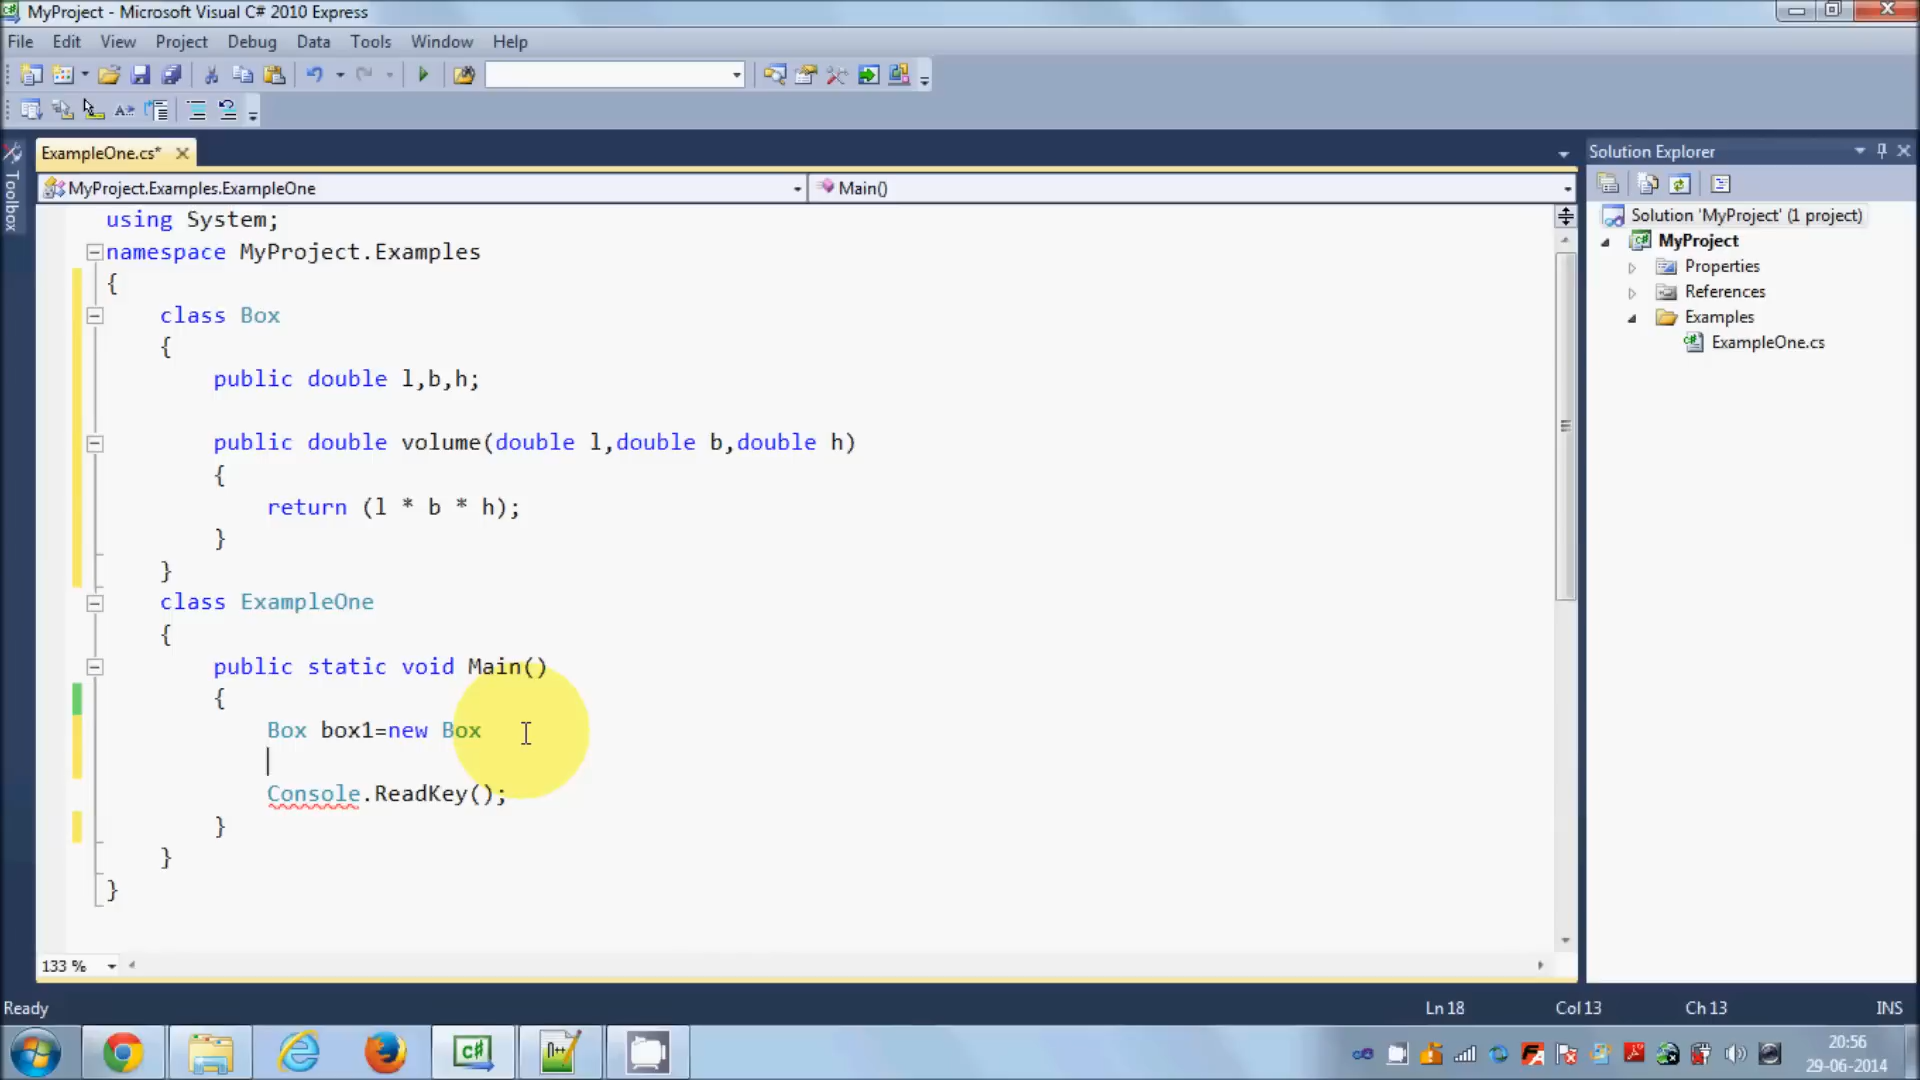 MyProject - Microsoft Visual C# 2010 Express
File Edit View Project Debug Data Tools Window Help
ExampleOne.cs*
Solution Explorer
Toolbox
MyProject.Examples.ExampleOne
Main()
using System;
namespace MyProject.Examples
{
class Box
{
public double l,b,h;
public double volume(double l,double b,double h)
{
return (l * b * h);
}
}
class ExampleOne
{
public static void Main()
{
Box box1=new Box
Console.ReadKey();
}
}
}
Solution 'MyProject' (1 project)
MyProject
Properties
References
Examples
ExampleOne.cs
133 %
Ready
Ln 18
Col 13
Ch 13
INS
20:56
29-06-2014